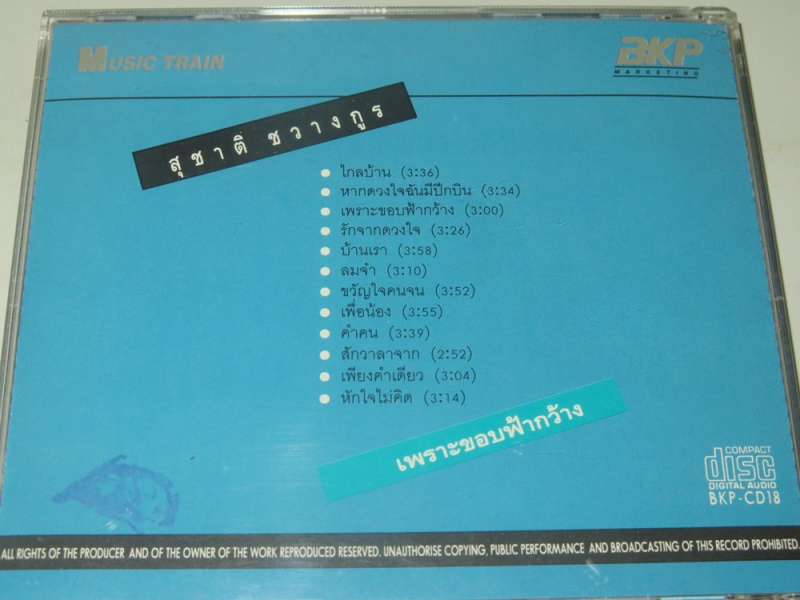 MUSIC TRAIN
BKP
MARKETING
สุชาติ ชวางกูร
ไกลบ้าน (3:36)
หากดวงใจฉันมีปีกบิน (3:34)
เพราะขอบฟ้ากว้าง (3:00)
รักจากดวงใจ (3:26)
บ้านเรา (3:58)
ลมจ๋า (3:10)
ขวัญใจคนจน (3:52)
เพื่อน้อง (3:55)
คำคน (3:39)
สักวาลาจาก (2:52)
เพียงคำเดียว (3:04)
หักใจไม่คิด (3:14)
เพราะขอบฟ้ากว้าง
COMPACT
disc
DIGITAL AUDIO
BKP-CD18
ALL RIGHTS OF THE PRODUCER AND OF THE OWNER OF THE WORK REPRODUCED RESERVED. UNAUTHORISE COPYING, PUBLIC PERFORMANCE AND BROADCASTING OF THIS RECORD PROHIBITED.